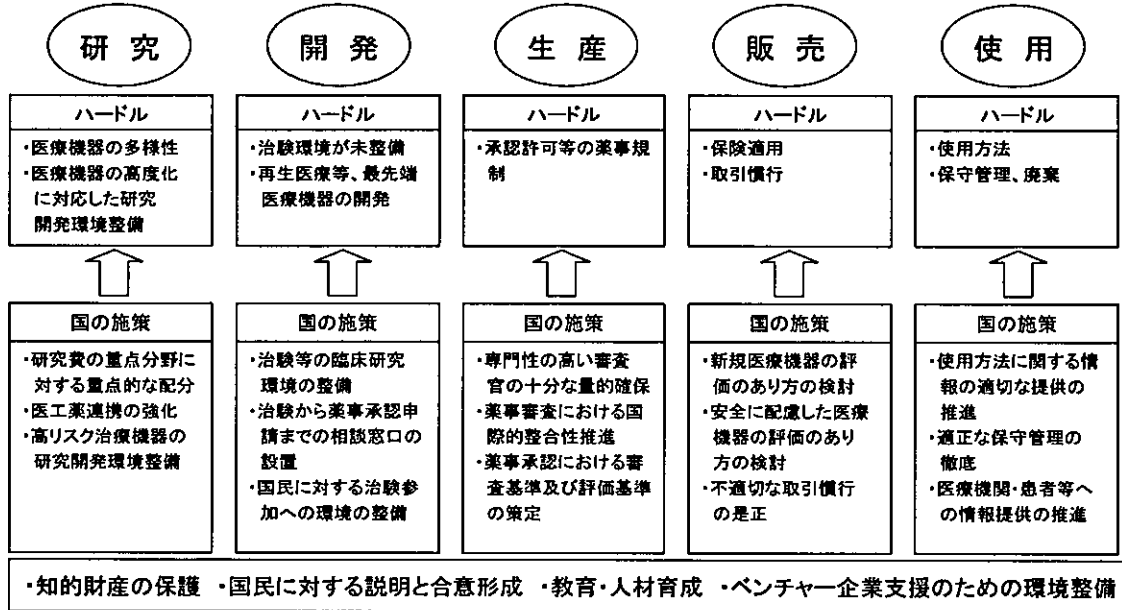 研 究
開 発
生 産
販 売
使 用
ハードル
・医療機器の多様性
・医療機器の高度化
に対応した研究
開発環境整備
ハードル
・治験環境が未整備
・再生医療等、最先端
医療機器の開発
ハードル
・承認許可等の薬事規
制
ハードル
・保険適用
・取引慣行
ハードル
・使用方法
・保守管理、廃棄
国の施策
・研究費の重点分野に
対する重点的な配分
・医工薬連携の強化
・高リスク治療機器の
研究開発環境整備
国の施策
・治験等の臨床研究
環境の整備
・治験から薬事承認申
請までの相談窓口の
設置
・国民に対する治験参
加への環境の整備
国の施策
・専門性の高い審査
官の十分な量的確保
・薬事審査における国
際的整合性推進
・薬事承認における審
査基準及び評価基準
の策定
国の施策
・新規医療機器の評
価のあり方の検討
・安全に配慮した医療
機器の評価のあり
方の検討
・不適切な取引慣行
の是正
国の施策
・使用方法に関する情
報の適切な提供の
推進
・適正な保守管理の
徹底
・医療機関・患者等へ
の情報提供の推進
・知的財産の保護 ・国民に対する説明と合意形成 ・教育・人材育成 ・ベンチャー企業支援のための環境整備